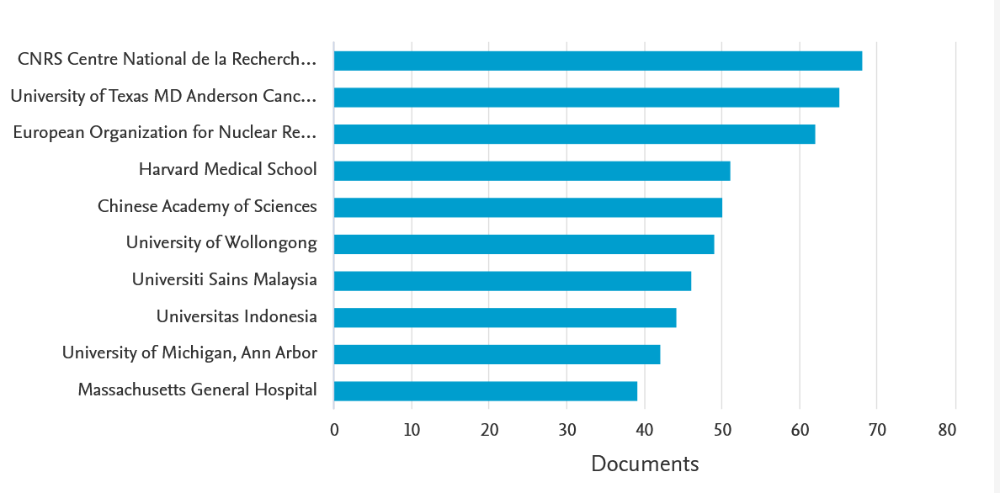 CNRS Centre National de la Recherch...
University of Texas MD Anderson Canc...
European Organization for Nuclear Re...
Harvard Medical School
Chinese Academy of Sciences
University of Wollongong
Universiti Sains Malaysia
Universitas Indonesia
University of Michigan, Ann Arbor
Massachusetts General Hospital
0 10 20 30 40 50 60 70 80
Documents